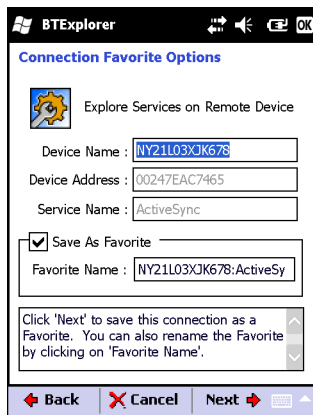 BTExplorer
OK
Connection Favorite Options
Explore Services on Remote Device
Device Name : NY21L03XJK678
Device Address : 00247EAC7465
Service Name : ActiveSync
Save As Favorite
Favorite Name : NY21L03XJK678:ActiveSy
Click 'Next' to save this connection as a
Favorite. You can also rename the Favorite
by clicking on 'Favorite Name'.
Back Cancel Next